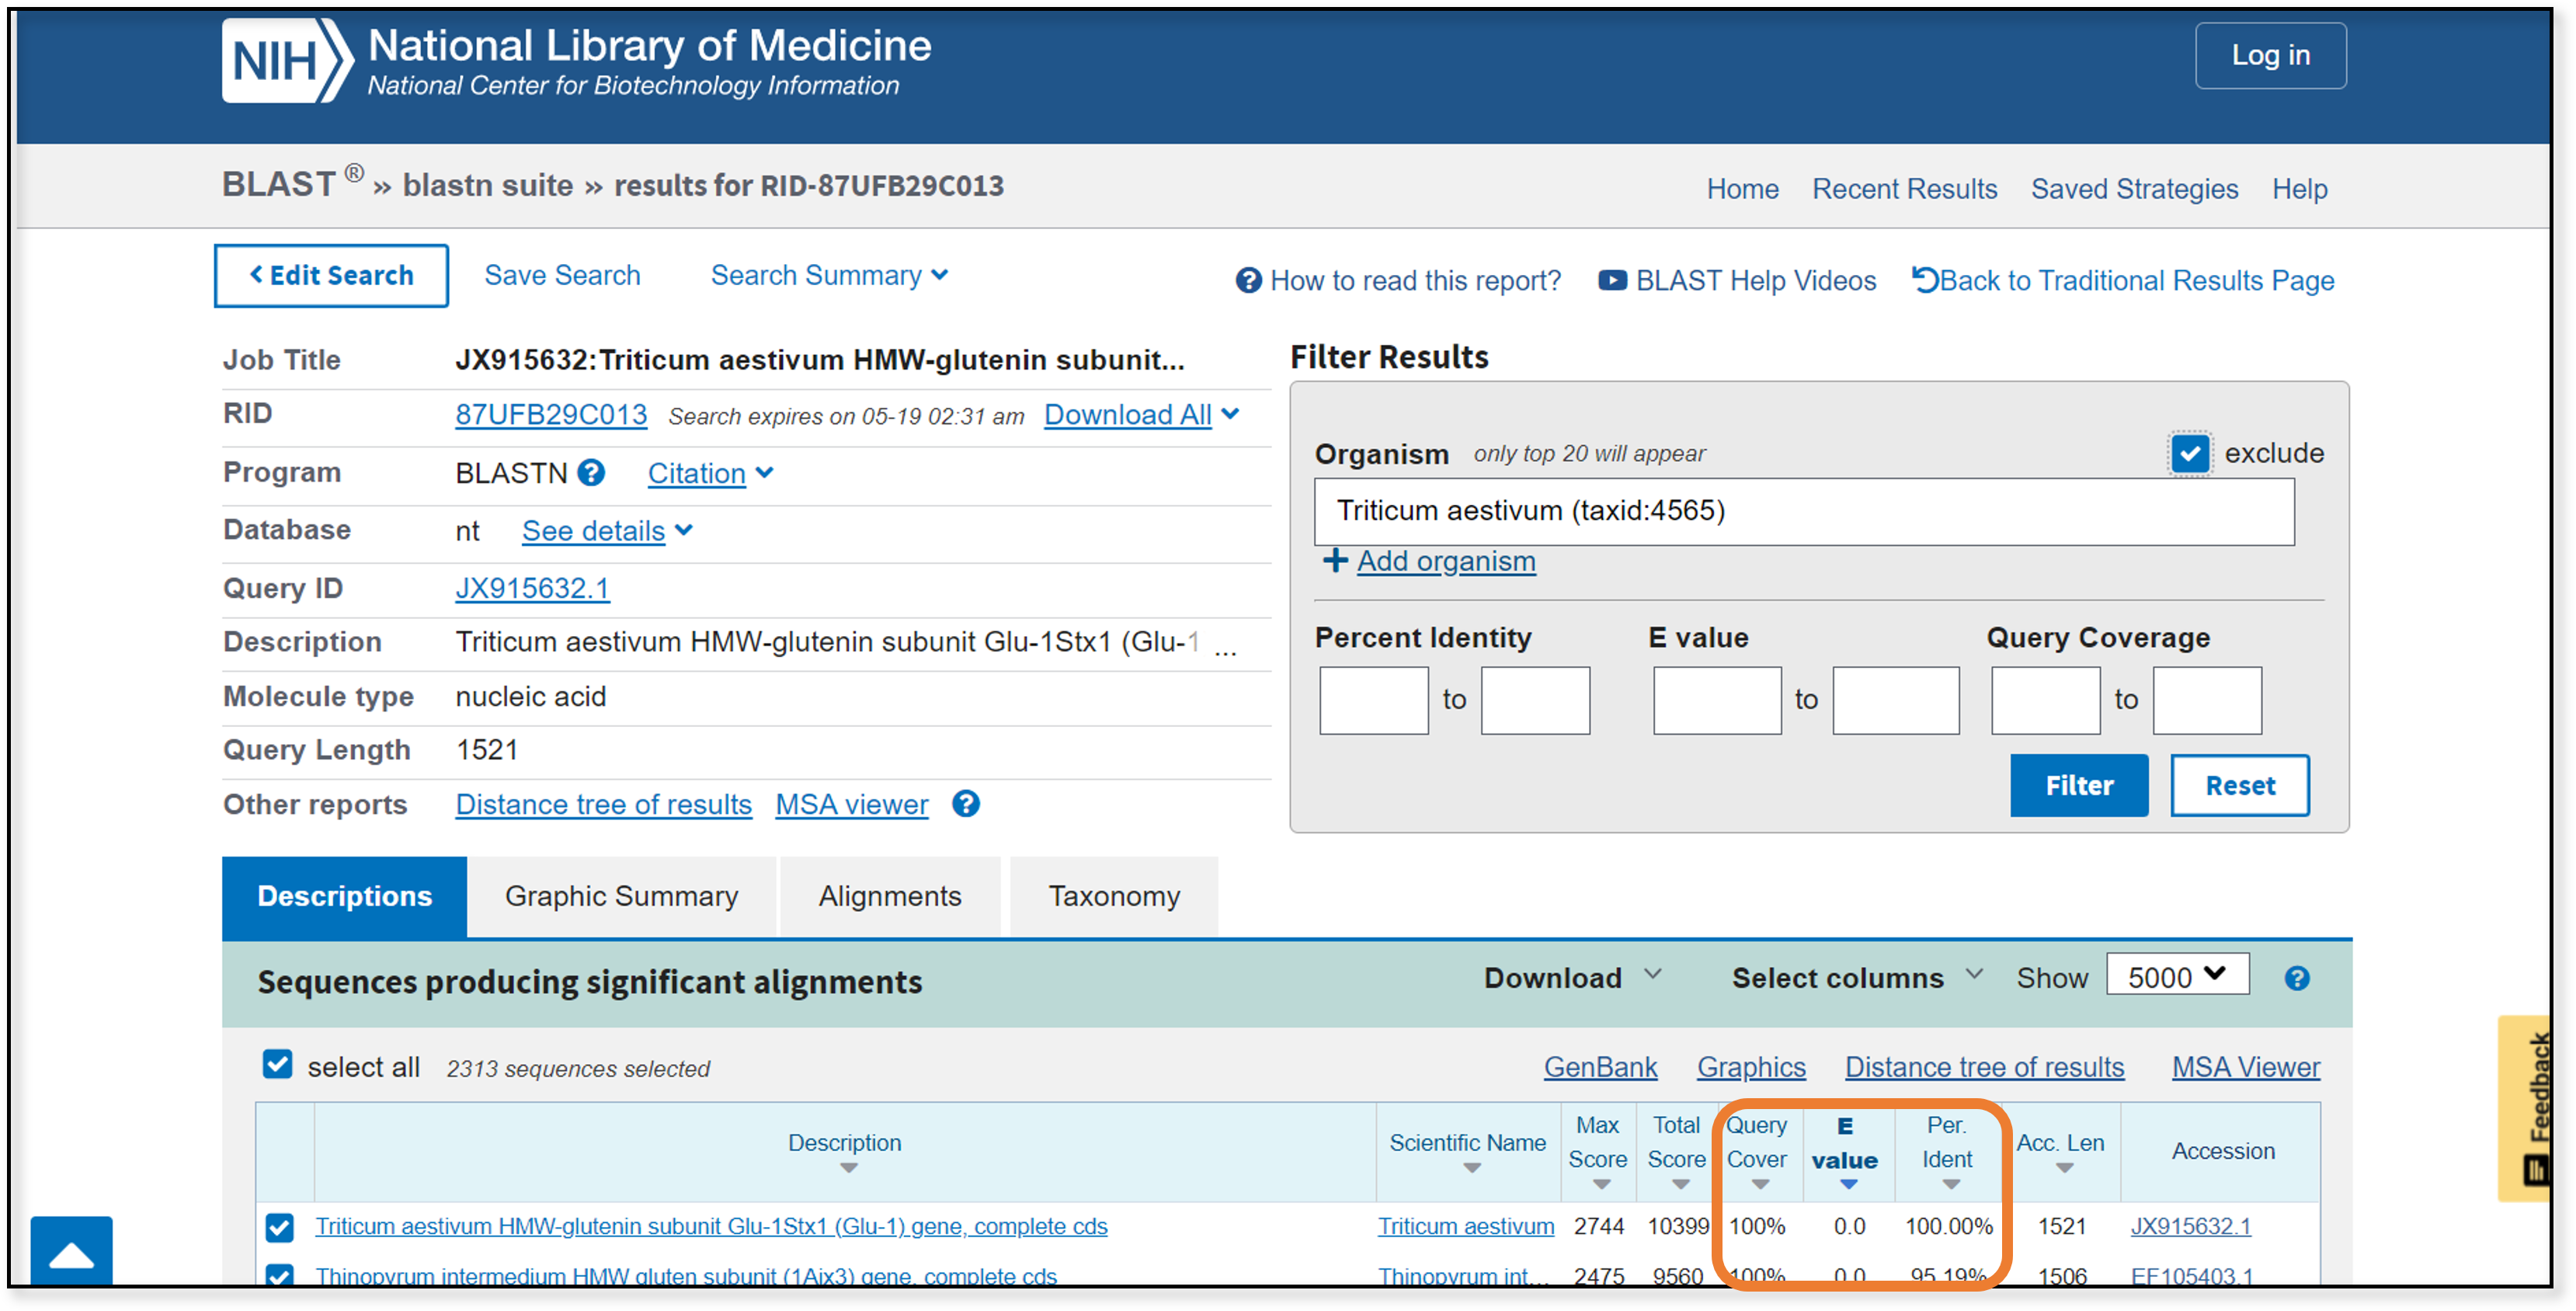 NIH National Library of Medicine
National Center for Biotechnology Information
Log in
BLAST ® » blastn suite » results for RID-87UFB29C013
Home Recent Results Saved Strategies Help
Edit Search Save Search Search Summary
How to read this report? BLAST Help Videos Back to Traditional Results Page
Job Title JX915632:Triticum aestivum HMW-glutenin subunit...
RID 87UFB29C013 Search expires on 05-19 02:31 am Download All
Program BLASTN Citation
Database nt See details
Query ID JX915632.1
Description Triticum aestivum HMW-glutenin subunit Glu-1Stx1 (Glu-1 ...
Molecule type nucleic acid
Query Length 1521
Other reports Distance tree of results MSA viewer
Filter Results
Organism only top 20 will appear exclude
Triticum aestivum (taxid:4565)
+ Add organism
Percent Identity E value Query Coverage
to to to
Filter Reset
Descriptions Graphic Summary Alignments Taxonomy
Sequences producing significant alignments Download Select columns Show 5000
select all 2313 sequences selected GenBank Graphics Distance tree of results MSA Viewer
Description Scientific Name Max Score Total Score Query Cover E value Per. Ident Acc. Len Accession
Triticum aestivum HMW-glutenin subunit Glu-1Stx1 (Glu-1) gene, complete cds Triticum aestivum 2744 10399 100% 0.0 100.00% 1521 JX915632.1
Thinopyrum intermedium HMW gluten subunit (1Aix3) gene, complete cds Thinopyrum int... 2475 9560 100% 0.0 95.19% 1506 EF105403.1
Feedback